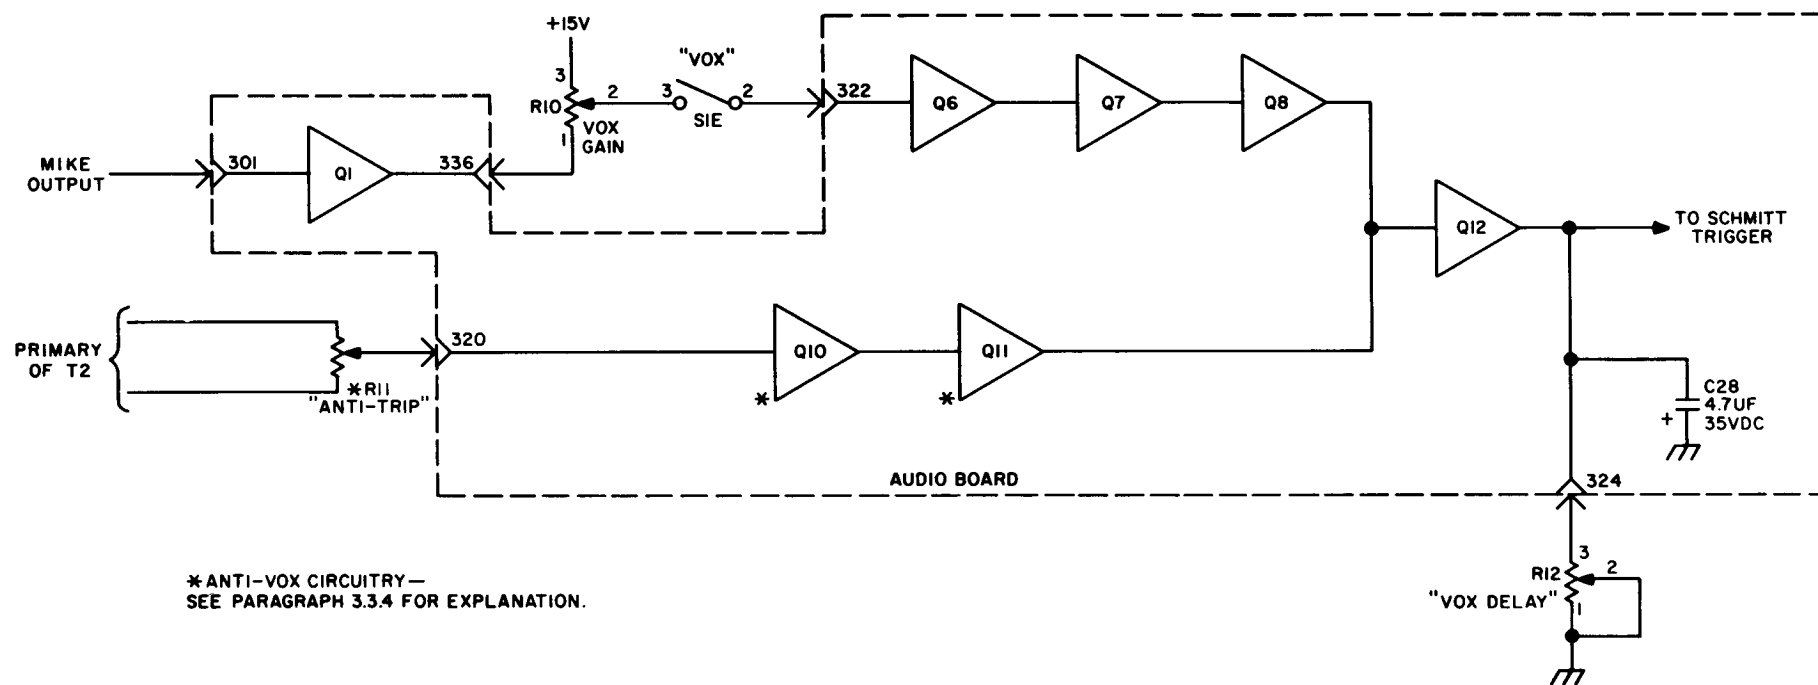 +15V
"VOX"
3
R10
2
VOX
GAIN
1
3
2
S1E
322
Q6
Q7
Q8
MIKE
OUTPUT
301
Q1
336
Q12
TO SCHMITT
TRIGGER
PRIMARY
OF T2
*R11
"ANTI-TRIP"
320
Q10
*
Q11
*
C28
4.7UF
+ 35VDC
AUDIO BOARD
324
3
R12
2
"VOX DELAY"
1
*ANTI-VOX CIRCUITRY—
SEE PARAGRAPH 3.3.4 FOR EXPLANATION.